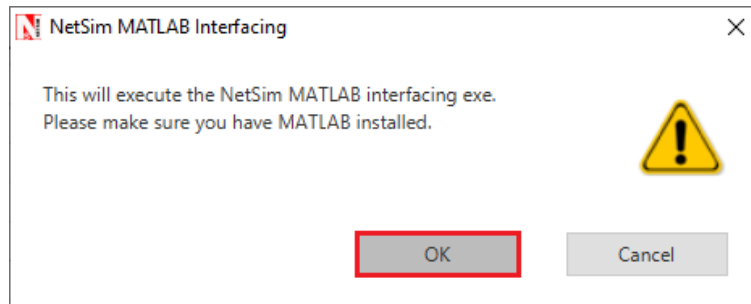 NetSim MATLAB Interfacing
This will execute the NetSim MATLAB interfacing exe.
Please make sure you have MATLAB installed.
OK
Cancel